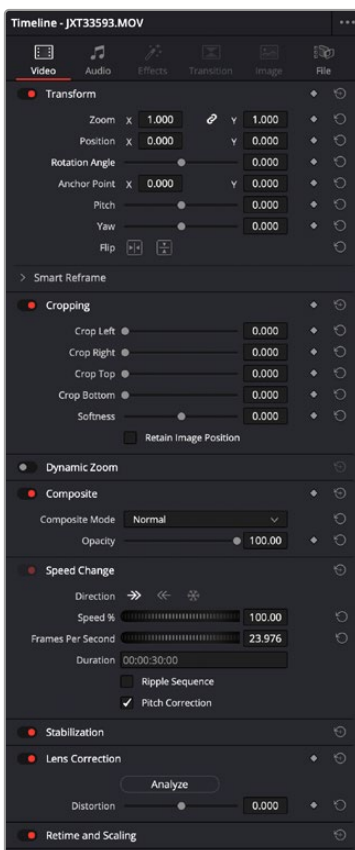 Timeline - JXT33593.MOV
Video Audio Effects Transition Image File
Transform
Zoom X 1.000 Y 1.000
Position X 0.000 Y 0.000
Rotation Angle 0.000
Anchor Point X 0.000 Y 0.000
Pitch 0.000
Yaw 0.000
Flip
> Smart Reframe
Cropping
Crop Left 0.000
Crop Right 0.000
Crop Top 0.000
Crop Bottom 0.000
Softness 0.000
Retain Image Position
Dynamic Zoom
Composite
Composite Mode Normal
Opacity 100.00
Speed Change
Direction
Speed % 100.00
Frames Per Second 23.976
Duration 00:00:30:00
Ripple Sequence
Pitch Correction
Stabilization
Lens Correction
Analyze
Distortion 0.000
Retime and Scaling